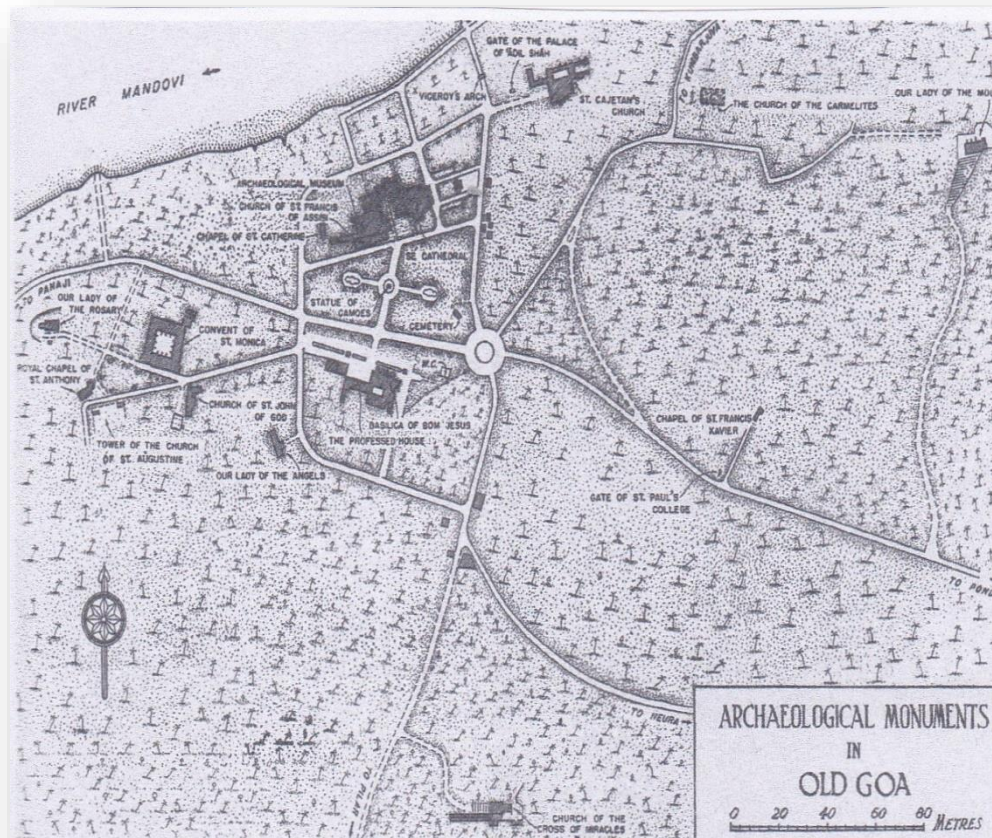 RIVER MANDOVI
GATE OF THE PALACE
OF ADIL SHAH
VICEROY'S ARCH
ST. CAJETAN'S
CHURCH
THE CHURCH OF THE CARMELITES
OUR LADY OF THE
ARCHAEOLOGICAL MUSEUM
CHURCH OF ST. FRANCIS
OF ASSISI
CHAPEL OF ST. CATHERINE
SE CATHEDRAL
STATUE OF
CAMOES
CEMETERY
TO PANAJI
OUR LADY OF
THE ROSARY
CONVENT OF
ST. MONICA
ROYAL CHAPEL OF
ST. ANTHONY
CHURCH OF ST. JOHN
OF GOD
TOWER OF THE CHURCH
OF ST. AUGUSTINE
W.C.
BASILICA OF BOM JESUS
THE PROFESSED HOUSE
OUR LADY OF THE ANGELS
CHAPEL OF ST. FRANCIS
XAVIER
GATE OF ST. PAUL'S
COLLEGE
TO NEURA
TO PILAR
CHURCH OF THE
CROSS OF MIRACLES
ARCHAEOLOGICAL MONUMENTS
IN
OLD GOA
0 20 40 60 80 METRES